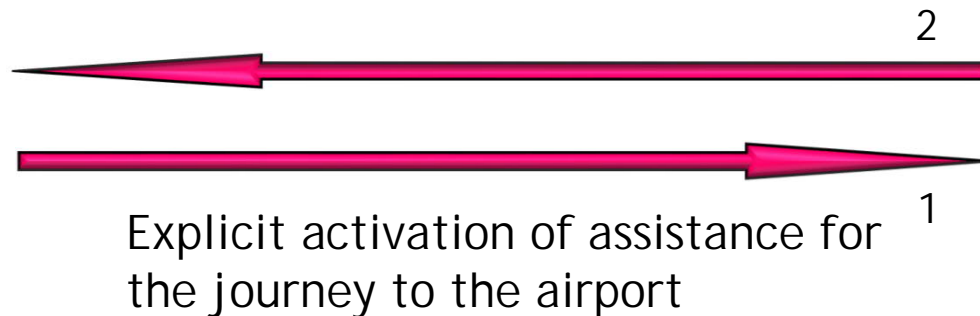 2
1
Explicit activation of assistance for
the journey to the airport